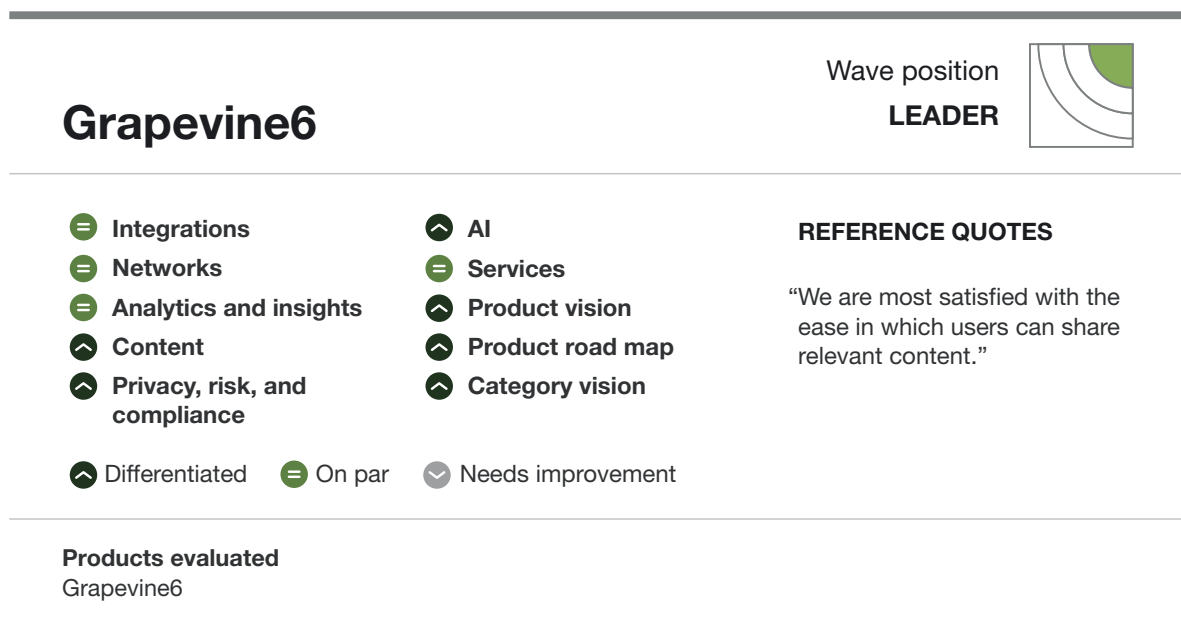 Wave position
LEADER
Grapevine6
Integrations
Networks
Analytics and insights
Content
Privacy, risk, and
compliance
AI
Services
Product vision
Product road map
Category vision
REFERENCE QUOTES
“We are most satisfied with the
ease in which users can share
relevant content.”
Differentiated
On par
Needs improvement
Products evaluated
Grapevine6